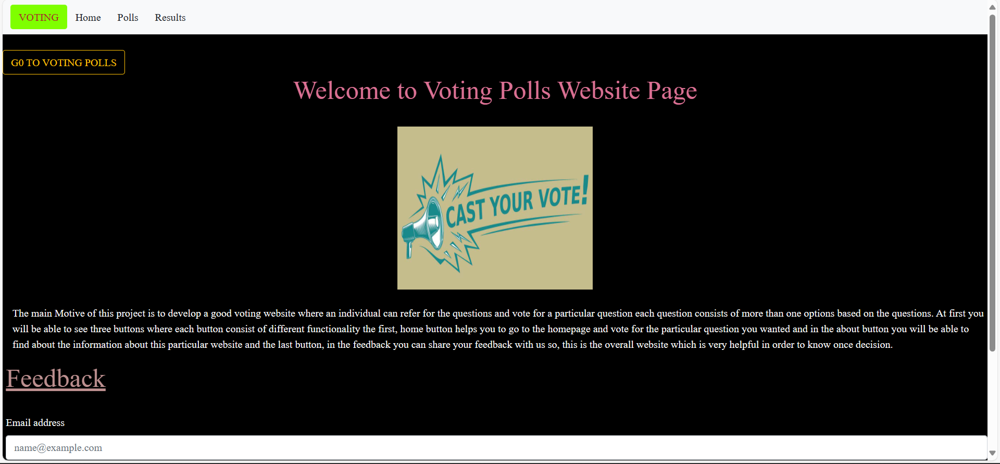 VOTING Home Polls Results
G0 TO VOTING POLLS
Welcome to Voting Polls Website Page
CAST YOUR VOTE!
The main Motive of this project is to develop a good voting website where an individual can refer for the questions and vote for a particular question each question consists of more than one options based on the questions. At first you
will be able to see three buttons where each button consist of different functionality the first, home button helps you to go to the homepage and vote for the particular question you wanted and in the about button you will be able to
find about the information about this particular website and the last button, in the feedback you can share your feedback with us so, this is the overall website which is very helpful in order to know once decision.
Feedback
Email address
name@example.com